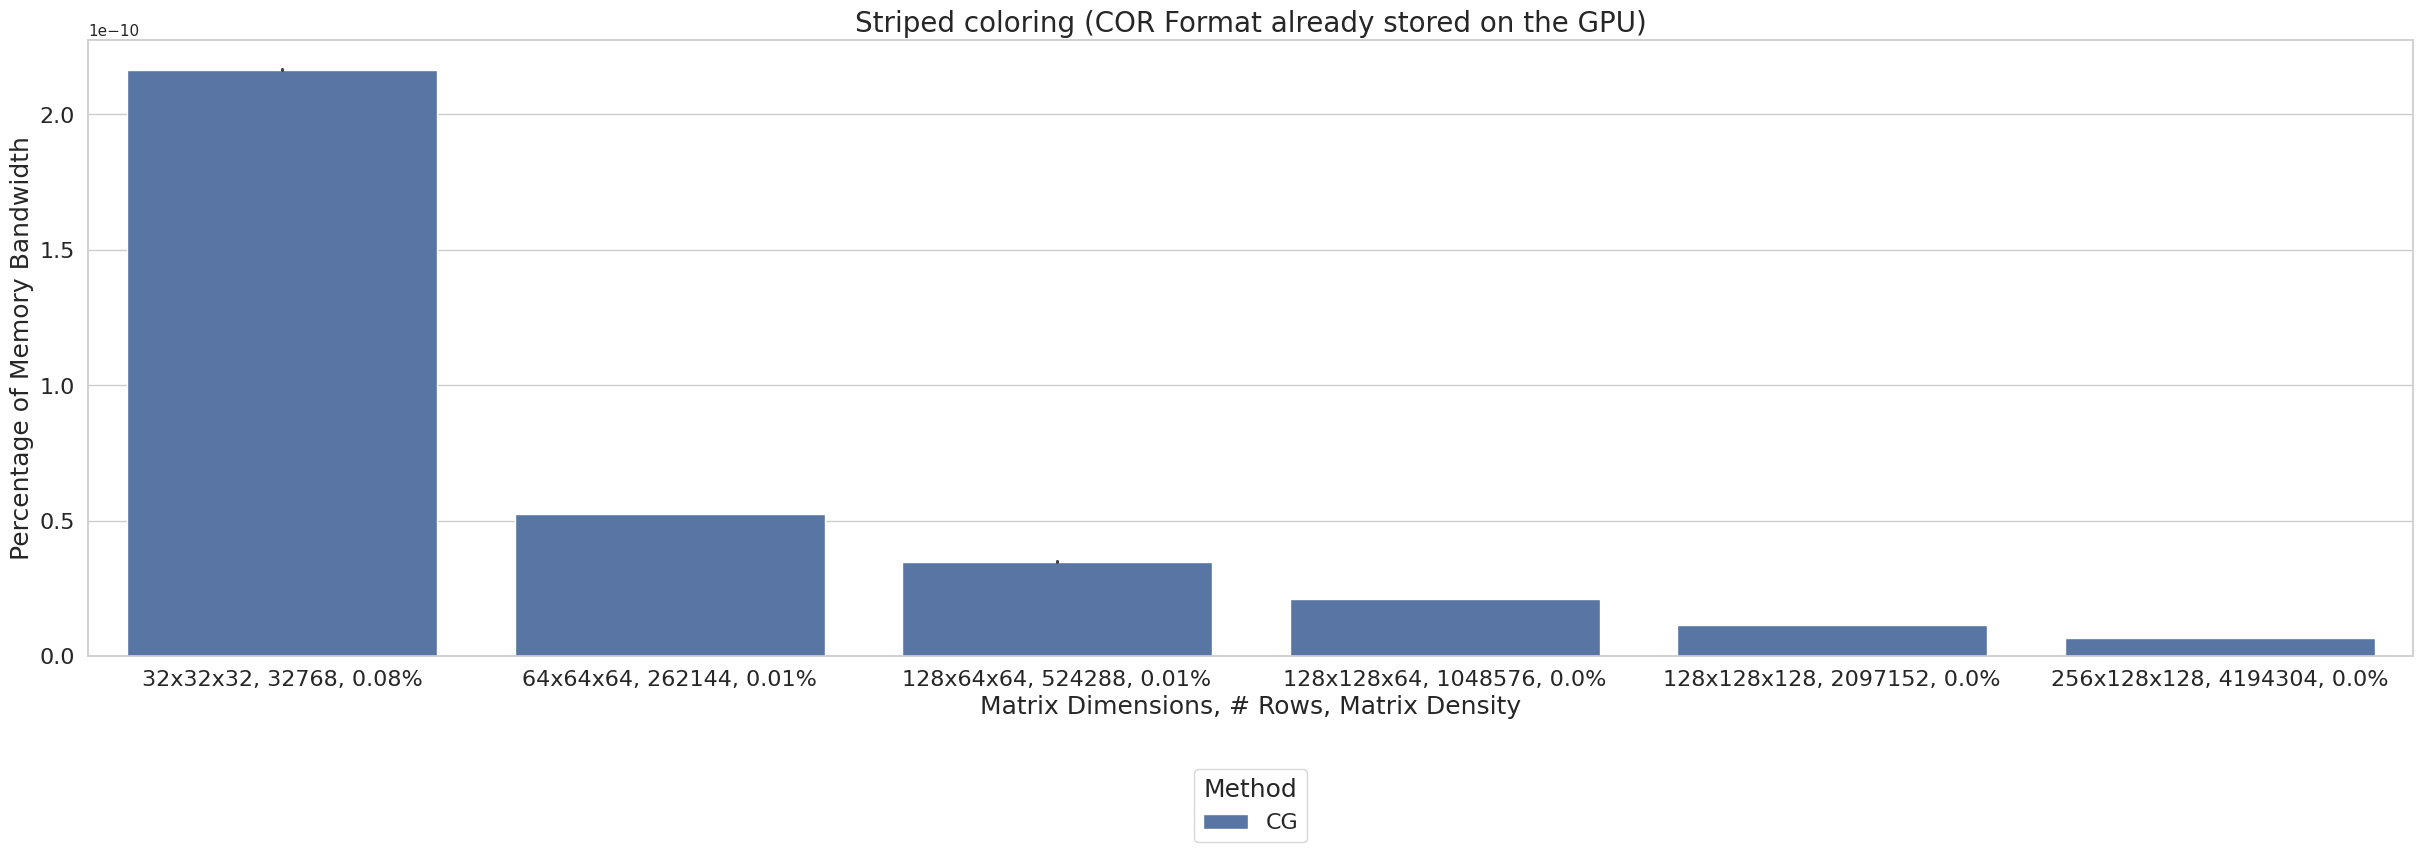 Striped coloring (COR Format already stored on the GPU)
1e−10
Percentage of Memory Bandwidth
2.0
1.5
1.0
0.5
0.0
32x32x32, 32768, 0.08%
64x64x64, 262144, 0.01%
128x64x64, 524288, 0.01%
128x128x64, 1048576, 0.0%
128x128x128, 2097152, 0.0%
256x128x128, 4194304, 0.0%
Matrix Dimensions, # Rows, Matrix Density
Method
CG